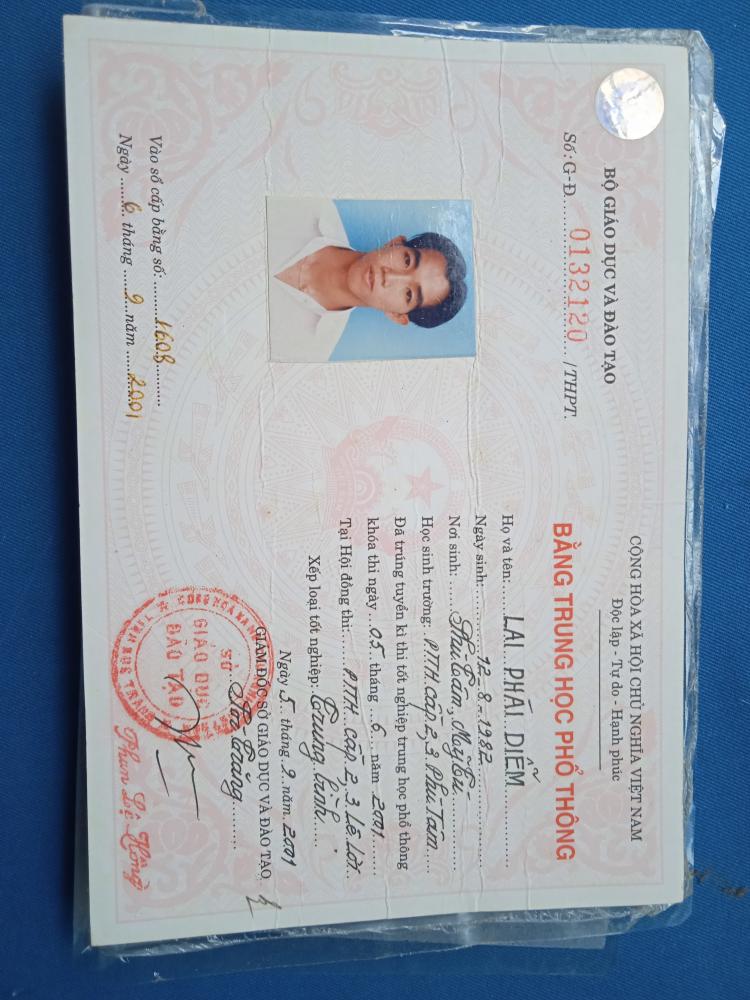 BỘ GIÁO DỤC VÀ ĐÀO TẠO
Số:G-Đ......0132120....../THPT.
CỘNG HÒA XÃ HỘI CHỦ NGHĨA VIỆT NAM
Độc lập - Tự do - Hạnh phúc
BẰNG TRUNG HỌC PHỔ THÔNG
Họ và tên:...LAI..PHÁI..DIỄM
Ngày sinh:......12.-8.-.1982
Nơi sinh:......Phú Tâm, Mỹ Tú
Học sinh trường: PTTH.cấp 2,3 Phú Tâm
Đã trúng tuyển kì thi tốt nghiệp trung học phổ thông
khóa thi ngày ...05.. tháng ...6... năm 2001
Tại Hội đồng thi:......PTTH...cấp 2,3 Lê Lợi
Xếp loại tốt nghiệp: Trung bình
Ngày 5... tháng .9..năm..2001
GIÁM ĐỐC SỞ GIÁO DỤC VÀ ĐÀO TẠO
Sóc Trăng
SỞ
GIÁO DỤC
ĐÀO TẠO
Vào sổ cấp bằng số:......1608
Ngày ......6.. tháng ...9...năm ....2001